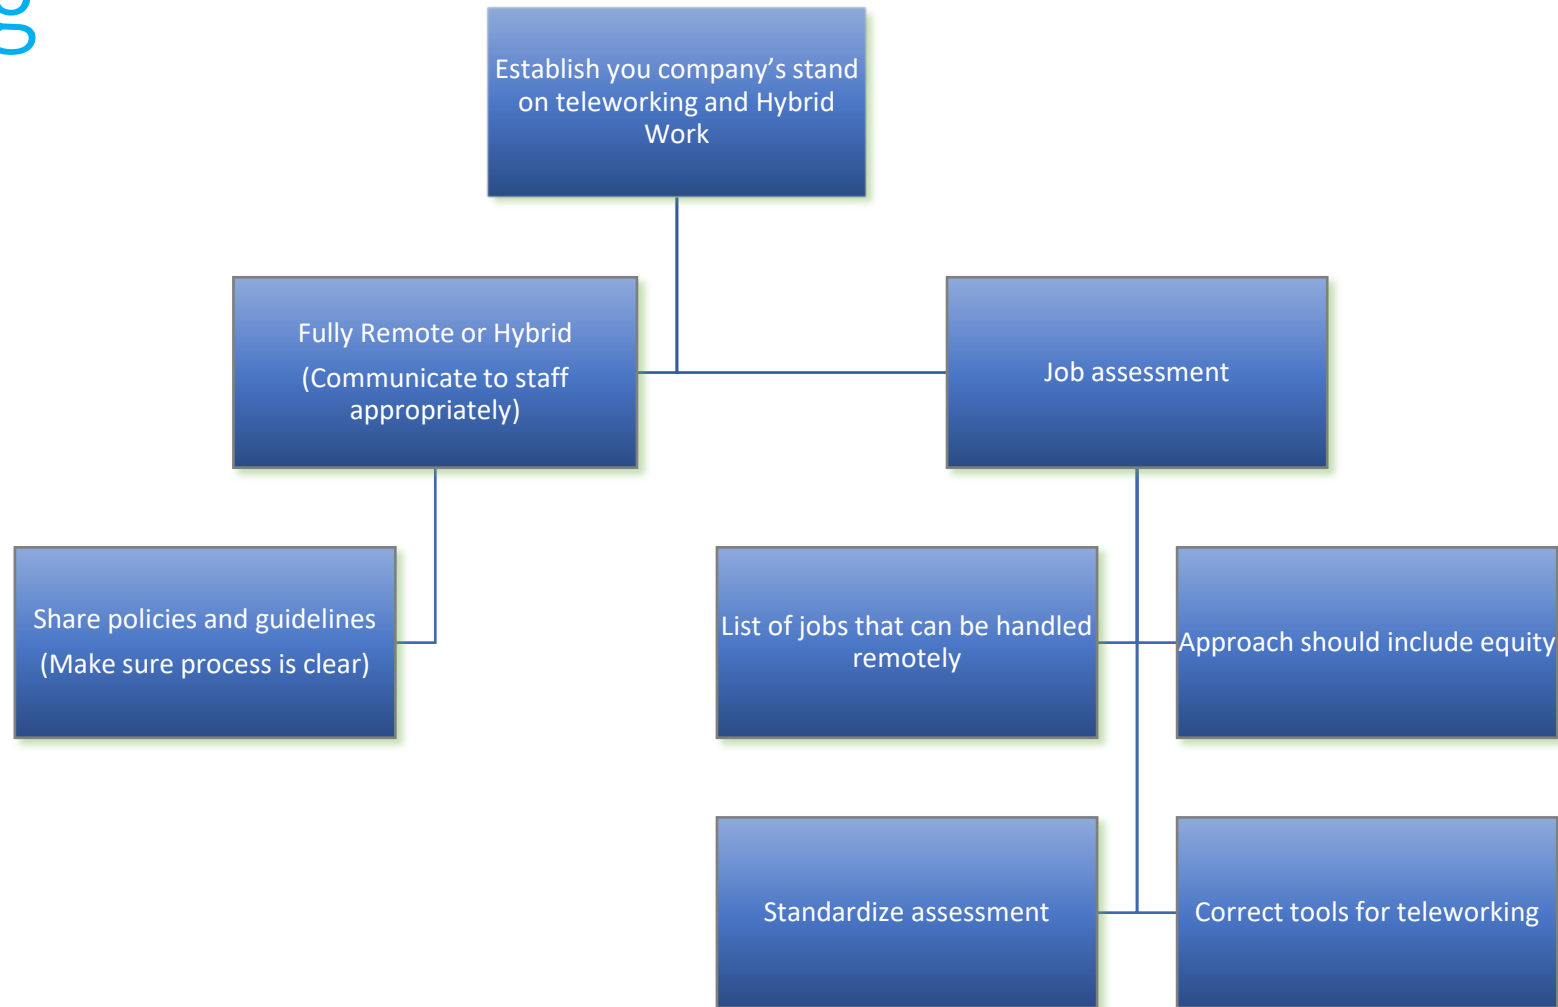 g
Establish you company’s stand
on teleworking and Hybrid
Work
Fully Remote or Hybrid
(Communicate to staff
appropriately)
Job assessment
Share policies and guidelines
(Make sure process is clear)
List of jobs that can be handled
remotely
Approach should include equity
Standardize assessment
Correct tools for teleworking